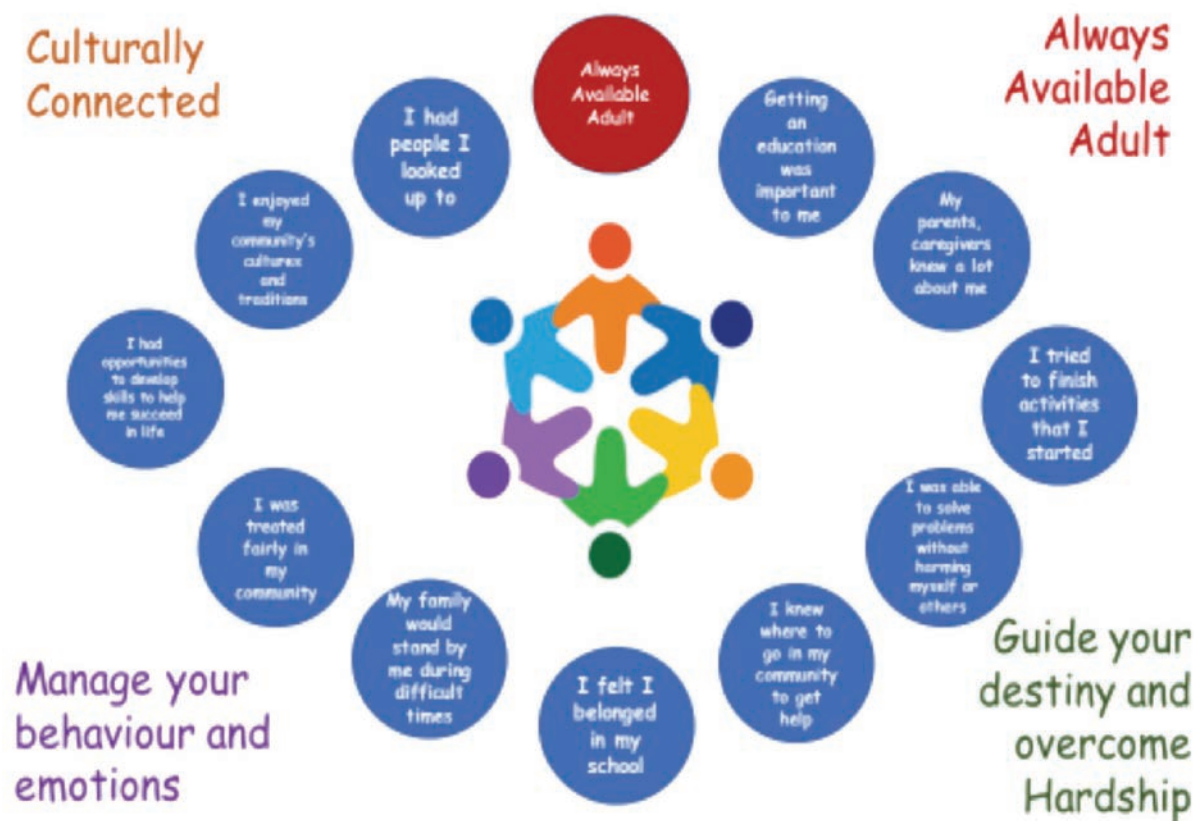 Culturally
Connected
Always
Available
Adult
Always
Available
Adult
I had
people I
looked
up to
Getting
an
education
was
important
to me
I enjoyed
my
community's
cultures
and
traditions
My
parents,
caregivers
knew a lot
about me
I had
opportunities
to develop
skills to help
me succeed
in life
I tried
to finish
activities
that I
started
I was
treated
fairly in
my
community
I was able
to solve
problems
without
harming
myself or
others
My family
would
stand by
me during
difficult
times
I felt I
belonged
in my
school
I knew
where to
go in my
community
to get
help
Manage your
behaviour and
emotions
Guide your
destiny and
overcome
Hardship